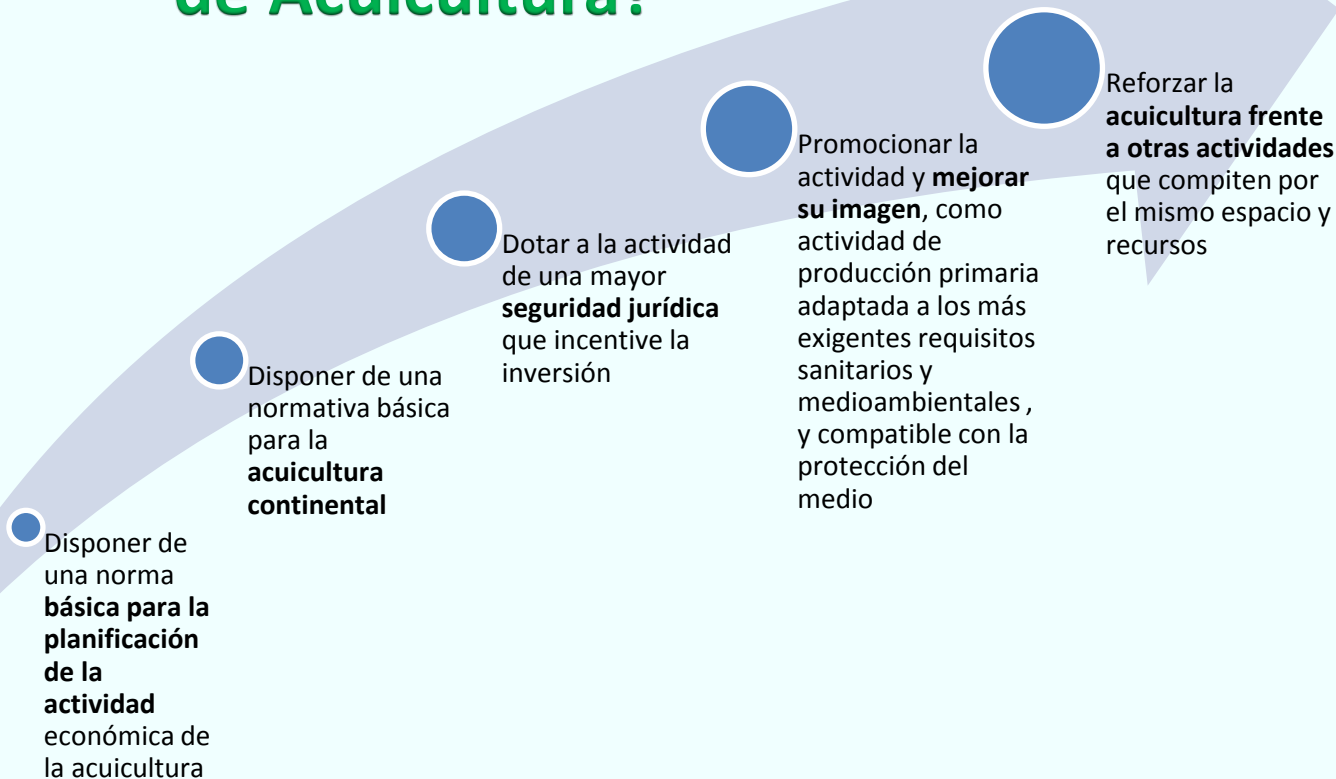 de Acuicultura?
Reforzar la
acuicultura frente
a otras actividades
que compiten por
el mismo espacio y
recursos
Promocionar la
actividad y mejorar
su imagen, como
actividad de
producción primaria
adaptada a los más
exigentes requisitos
sanitarios y
medioambientales ,
y compatible con la
protección del
medio
Dotar a la actividad
de una mayor
seguridad jurídica
que incentive la
inversión
Disponer de una
normativa básica
para la
acuicultura
continental
Disponer de
una norma
básica para la
planificación
de la
actividad
económica de
la acuicultura